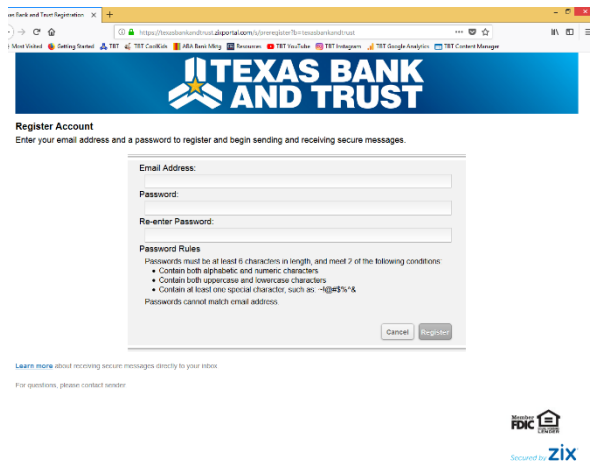 Texas Bank and Trust Registration × +
https://texasbankandtrust.zixportal.com/s/preregister?b=texasbankandtrust
Most Visited Getting Started TBT TBT CoolKids ABA Bank Mktg Resources TBT YouTube TBT Instagram TBT Google Analytics TBT Content Manager
TEXAS BANK
AND TRUST
Register Account
Enter your email address and a password to register and begin sending and receiving secure messages.
Email Address:
Password:
Re-enter Password:
Password Rules
Passwords must be at least 6 characters in length, and meet 2 of the following conditions:
• Contain both alphabetic and numeric characters
• Contain both uppercase and lowercase characters
• Contain at least one special character, such as: ~!@#$%^&
Passwords cannot match email address.
Cancel Register
Learn more about receiving secure messages directly to your inbox
For questions, please contact sender
Member
FDIC
LENDER
Secured by zix